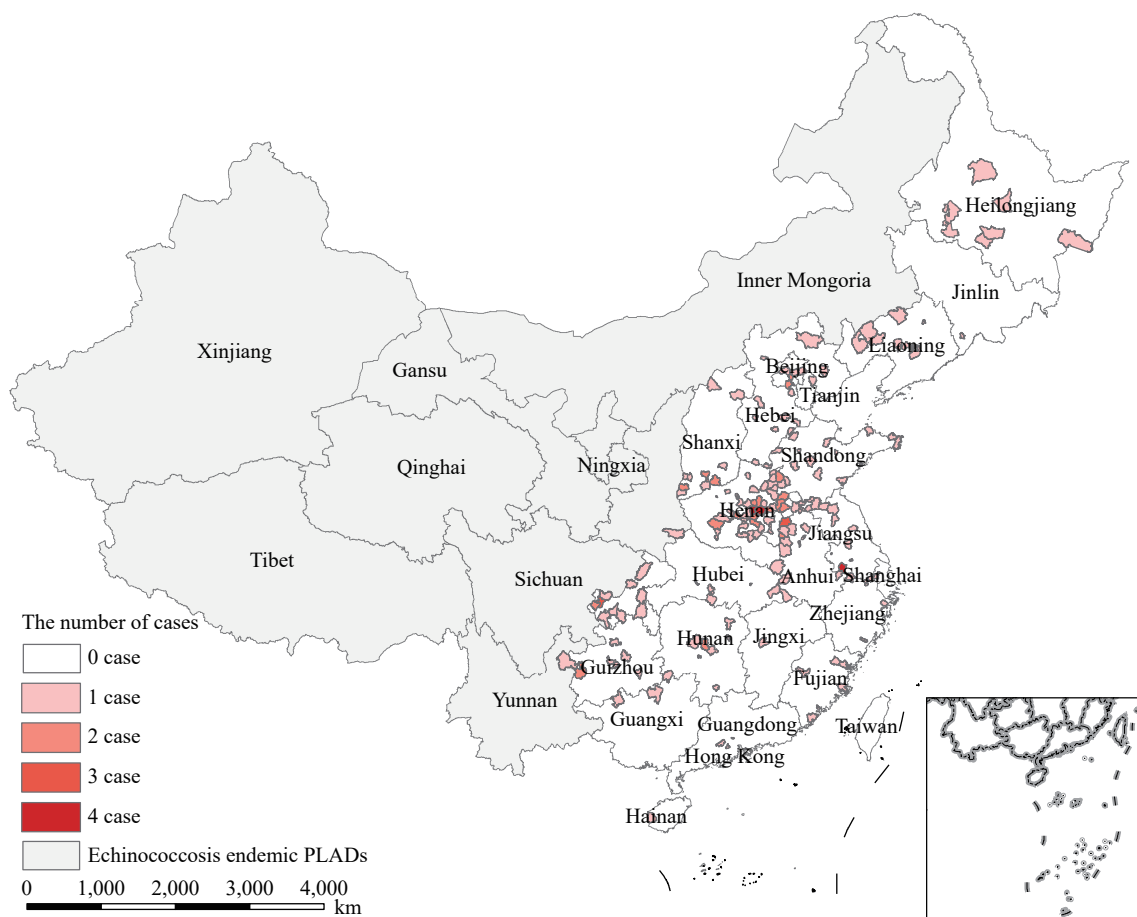 Heilongjiang
Jinlin
Inner Mongoria
Xinjiang
Liaoning
Gansu
Beijing
Tianjin
Hebei
Shanxi
Shandong
Qinghai
Ningxia
Henan
Jiangsu
Tibet
Sichuan
Hubei
Anhui
Shanghai
Zhejiang
Hunan
Jingxi
Guizhou
Fujian
Yunnan
Guangxi
Guangdong
Taiwan
Hong Kong
Hainan
The number of cases
0 case
1 case
2 case
3 case
4 case
Echinococcosis endemic PLADs
0 1,000 2,000 3,000 4,000
km